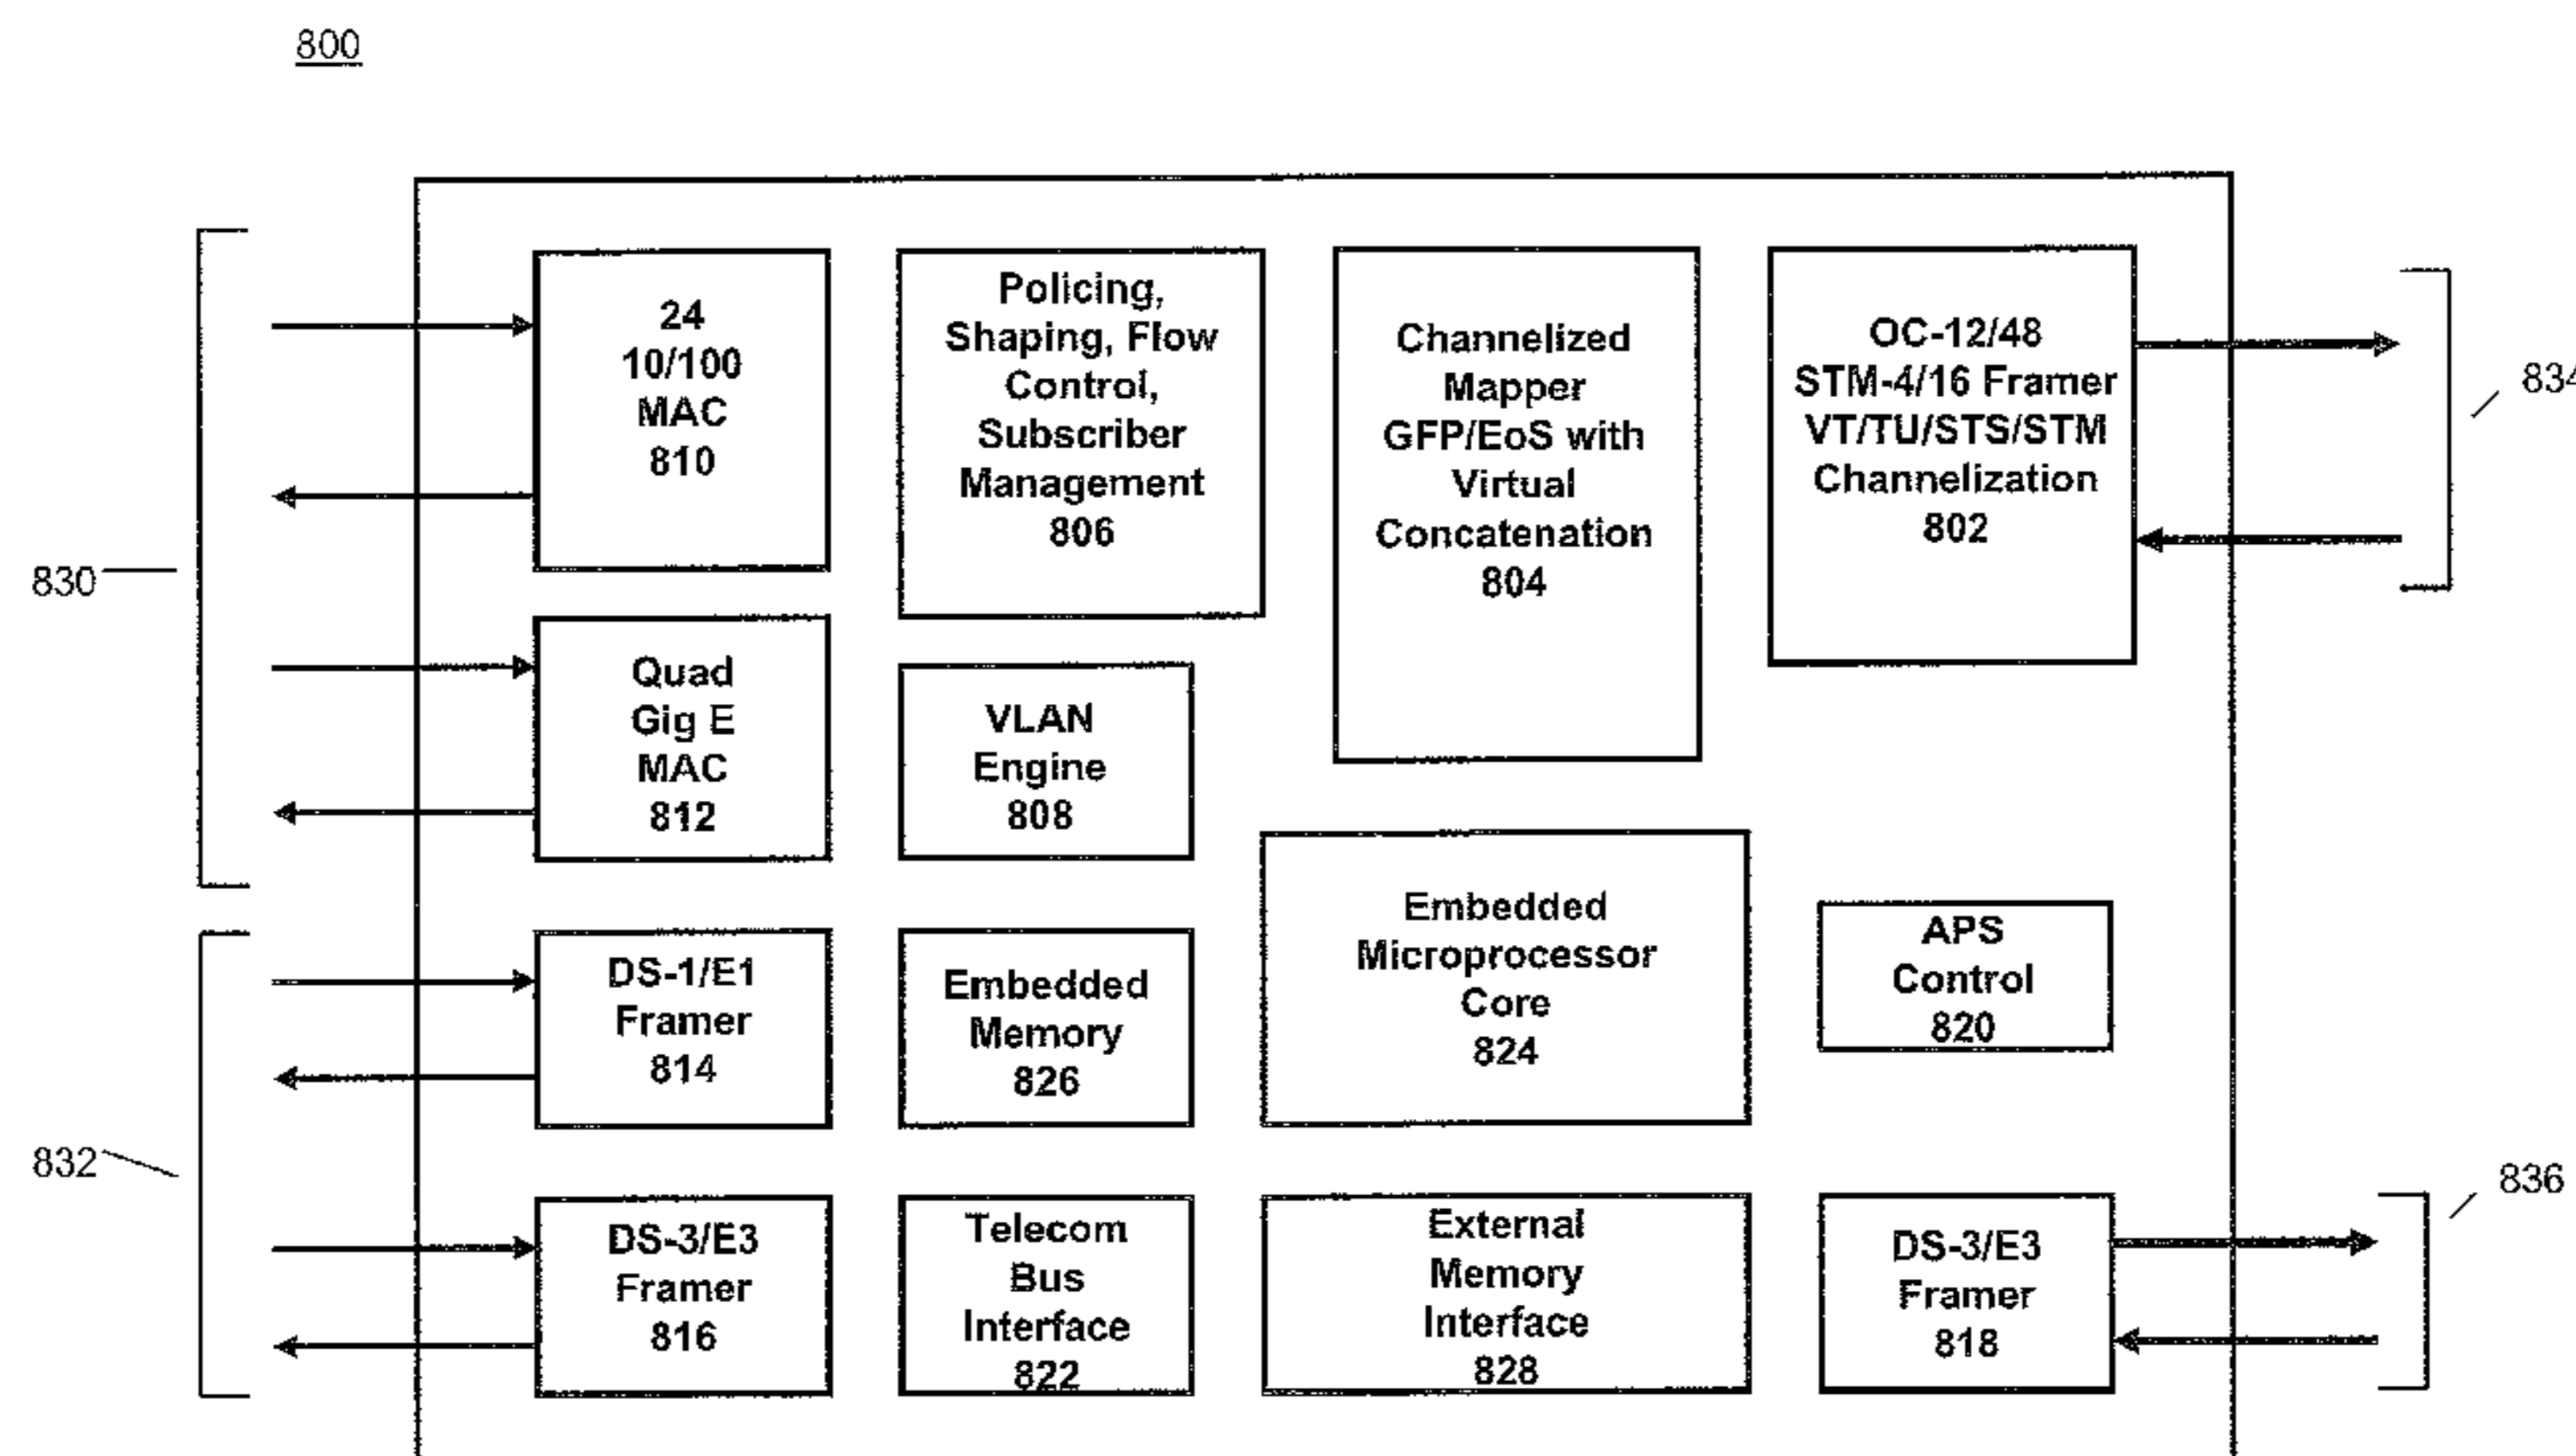 800
24
10/100
MAC
810
Policing,
Shaping, Flow
Control,
Subscriber
Management
806
Channelized
Mapper
GFP/EoS with
Virtual
Concatenation
804
OC-12/48
STM-4/16 Framer
VT/TU/STS/STM
Channelization
802
834
830
Quad
Gig E
MAC
812
VLAN
Engine
808
Embedded
Microprocessor
Core
824
APS
Control
820
DS-1/E1
Framer
814
Embedded
Memory
826
832
DS-3/E3
Framer
816
Telecom
Bus
Interface
822
External
Memory
Interface
828
DS-3/E3
Framer
818
836